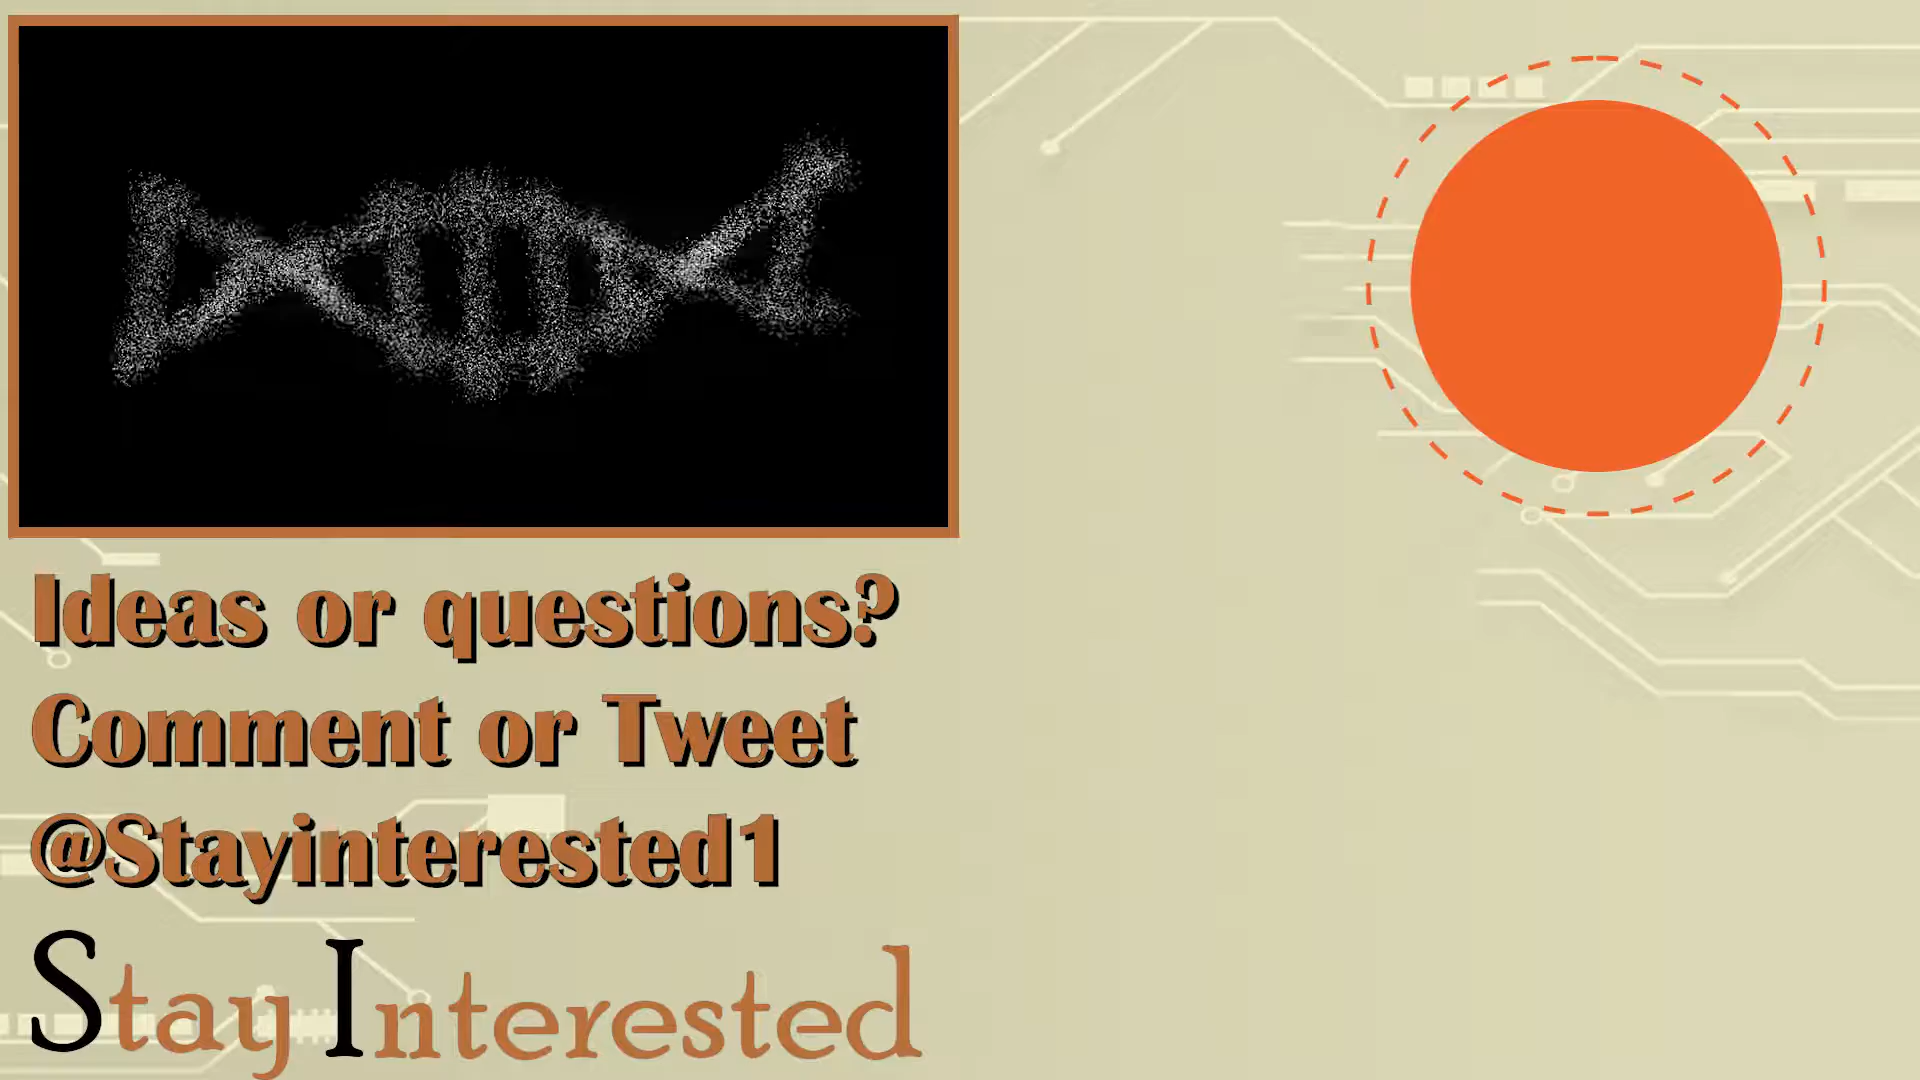 Ideas or questions?
Comment or Tweet
@Stayinterested1
Stay Interested